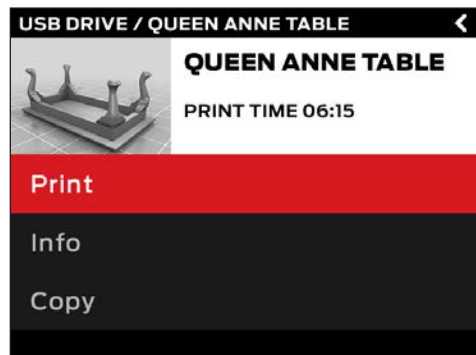 USB DRIVE / QUEEN ANNE TABLE
QUEEN ANNE TABLE
PRINT TIME 06:15
Print
Info
Copy